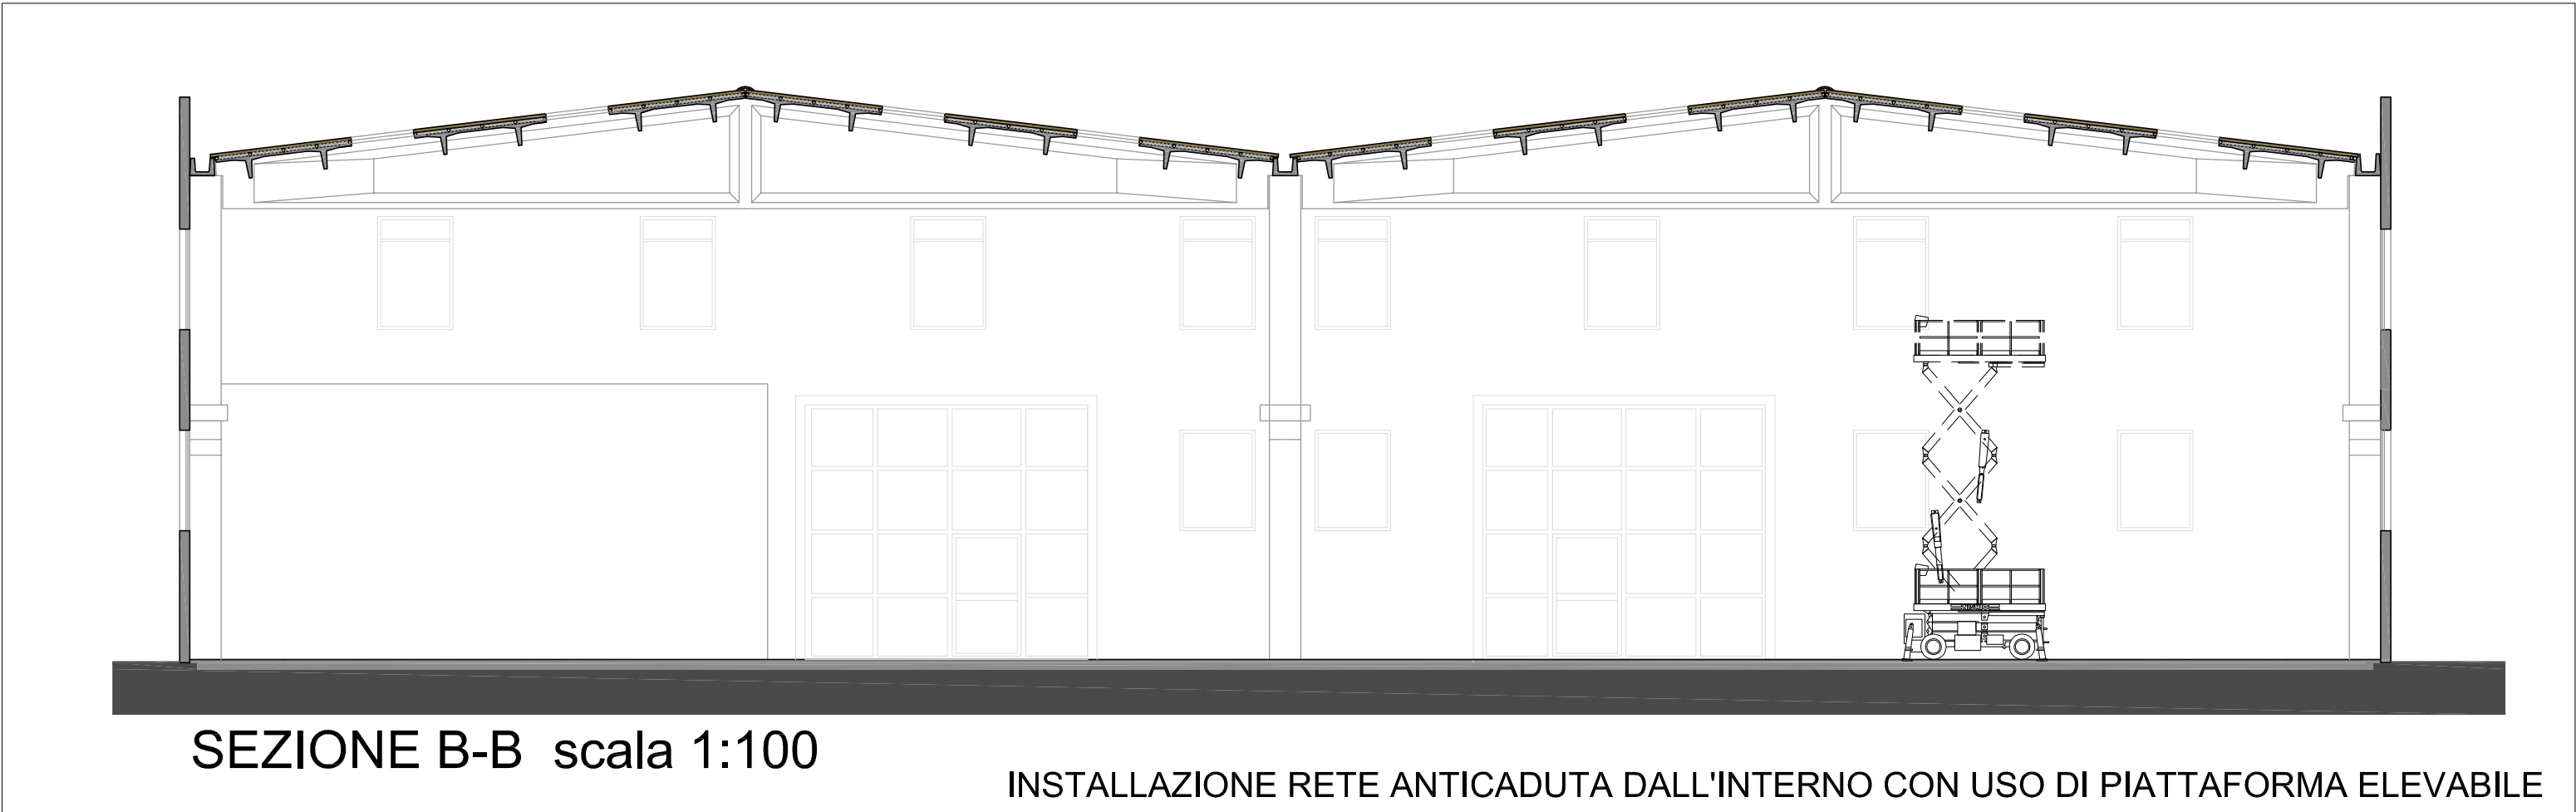 SEZIONE B-B scala 1:100
INSTALLAZIONE RETE ANTICADUTA DALL'INTERNO CON USO DI PIATTAFORMA ELEVABILE